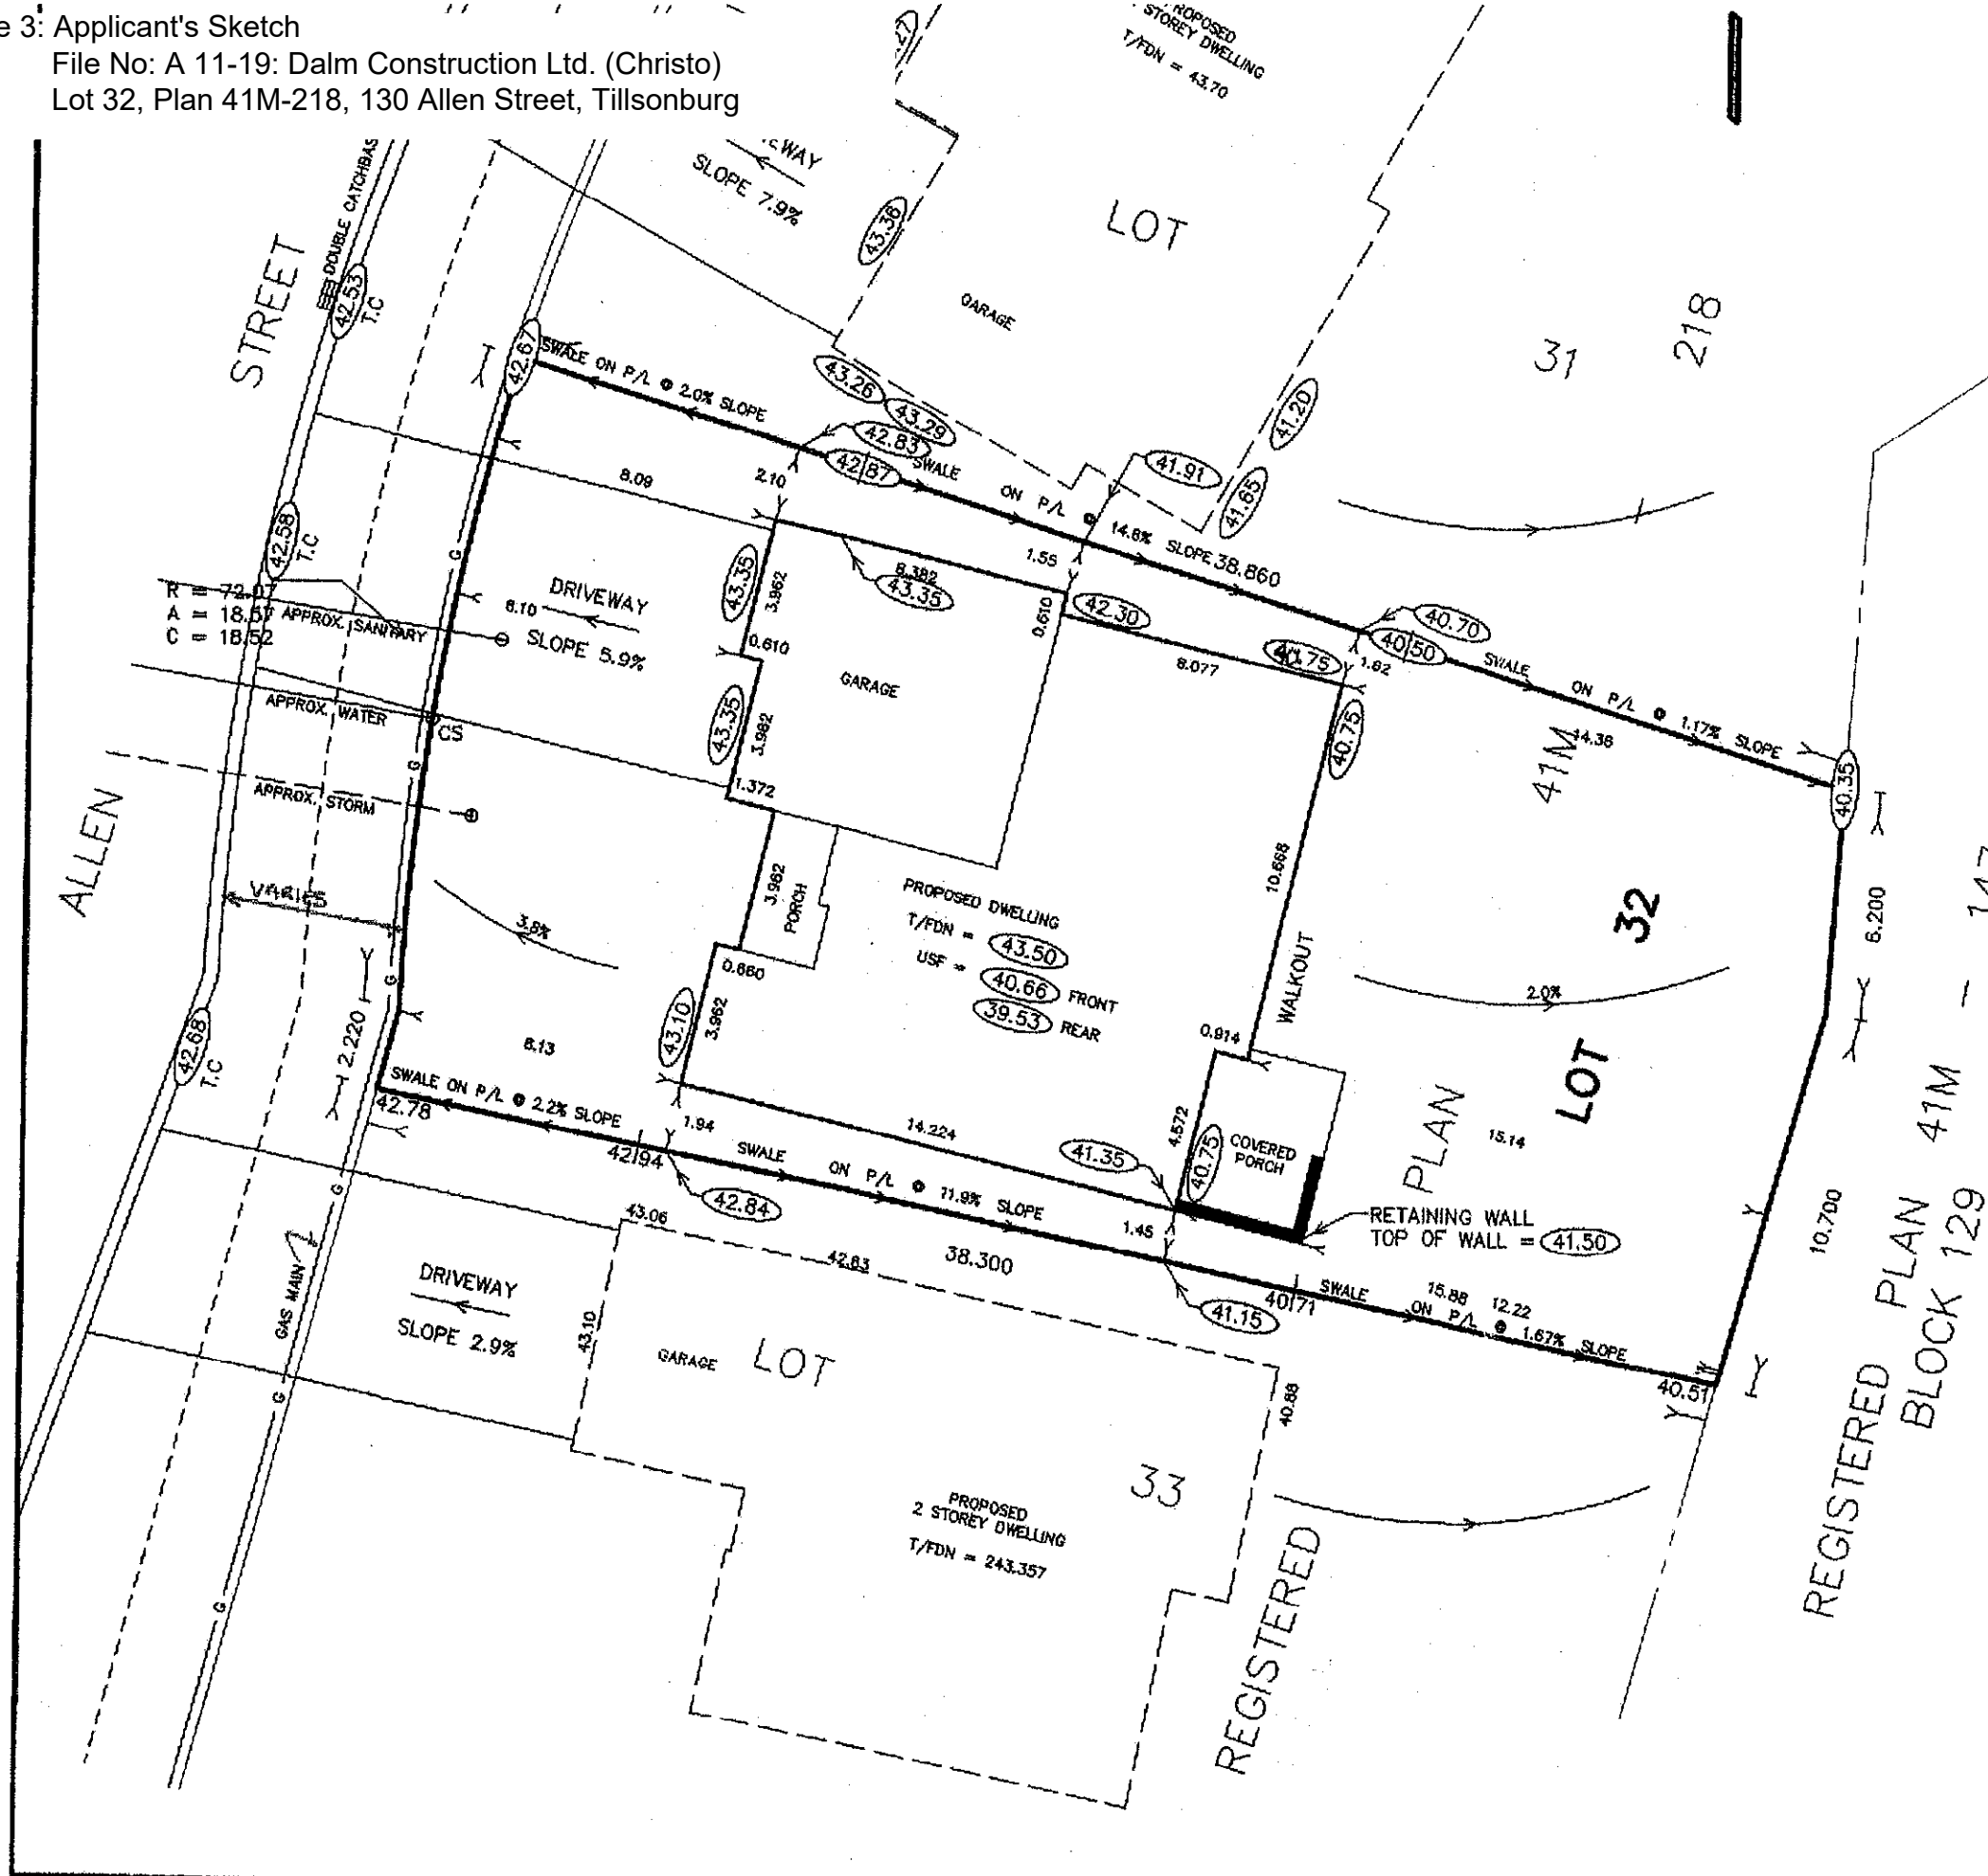 e 3: Applicant's Sketch
File No: A 11-19: Dalm Construction Ltd. (Christo)
Lot 32, Plan 41M-218, 130 Allen Street, Tillsonburg
STOREY DWELLING
T/FDN = 43.70
DOUBLE CATCHBAS
SLOPE 7.9%
43.36
LOT
GARAGE
31
218
STREET
42.53
T.C
42.67
SWALE ON P/L @ 2.0% SLOPE
43.26
43.29
42.83
42.87
SWALE ON P/L @ 14.8% SLOPE
38.860
41.20
41.91
41.65
8.09
2.10
1.55
42.58
T.C
R = 72.07
A = 18.57
C = 18.52
APPROX. SANITARY
6.10
DRIVEWAY
SLOPE 5.9%
43.35
3.962
8.382
43.35
0.610
42.30
8.077
40.75
1.62
40.70
40.50
SWALE ON P/L @ 1.17% SLOPE
14.36
41M
40.35
0.610
GARAGE
APPROX. WATER
CS
43.35
3.962
40.75
1.372
APPROX. STORM
ALLEN
VARIES
3.8%
3.962
PORCH
PROPOSED DWELLING
T/FDN = 43.50
USF = 40.66 FRONT
39.53 REAR
10.668
WALKOUT
32
LOT
6.200
2.0%
0.660
43.10
3.962
0.914
42.68
T.C
2.220
8.13
SWALE ON P/L @ 2.2% SLOPE
42.78
1.94
42.94
42.84
SWALE ON P/L @ 11.9% SLOPE
14.224
41.35
4.572
40.75
COVERED
PORCH
PLAN
15.14
RETAINING WALL
TOP OF WALL = 41.50
1.45
38.300
43.06
42.83
41.15
40.71
SWALE ON P/L @ 1.67% SLOPE
15.88
12.22
40.51
10.700
REGISTERED PLAN 41M - 147
BLOCK 129
GAS MAIN
DRIVEWAY
SLOPE 2.9%
43.10
GARAGE
LOT
40.88
33
PROPOSED
2 STOREY DWELLING
T/FDN = 243.357
REGISTERED
G
G
G
G
G
G